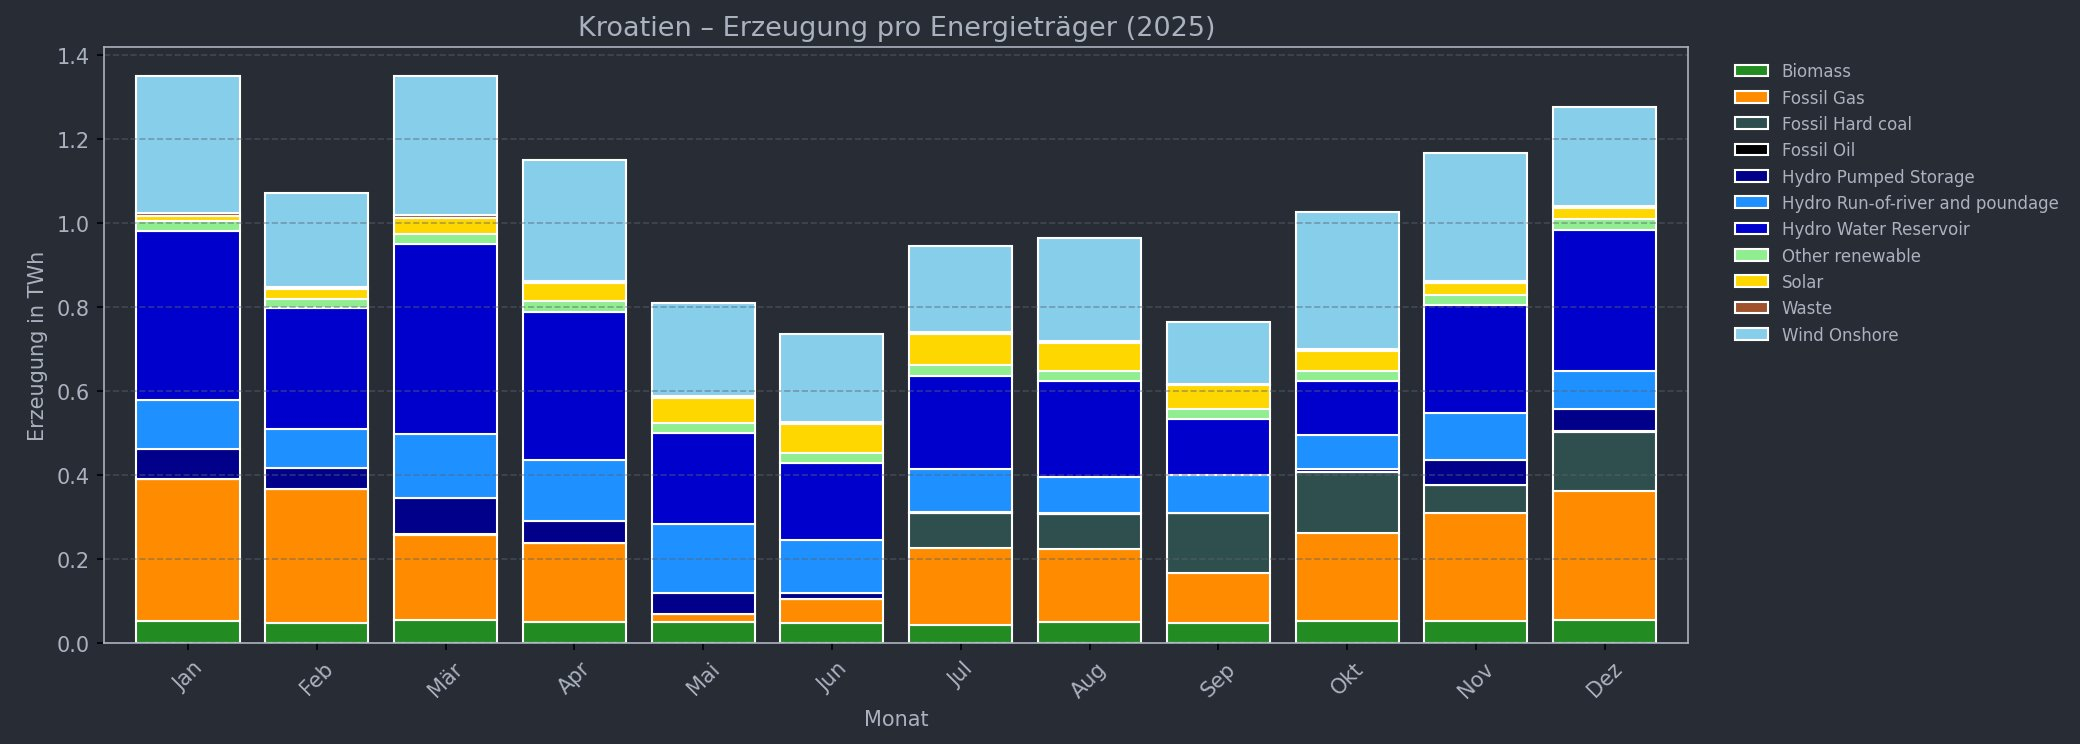 Kroatien – Erzeugung pro Energieträger (2025)
Erzeugung in TWh
1.4
1.2
1.0
0.8
0.6
0.4
0.2
0.0
Jan
Feb
Mär
Apr
Mai
Jun
Jul
Aug
Sep
Okt
Nov
Dez
Monat
Biomass
Fossil Gas
Fossil Hard coal
Fossil Oil
Hydro Pumped Storage
Hydro Run-of-river and poundage
Hydro Water Reservoir
Other renewable
Solar
Waste
Wind Onshore